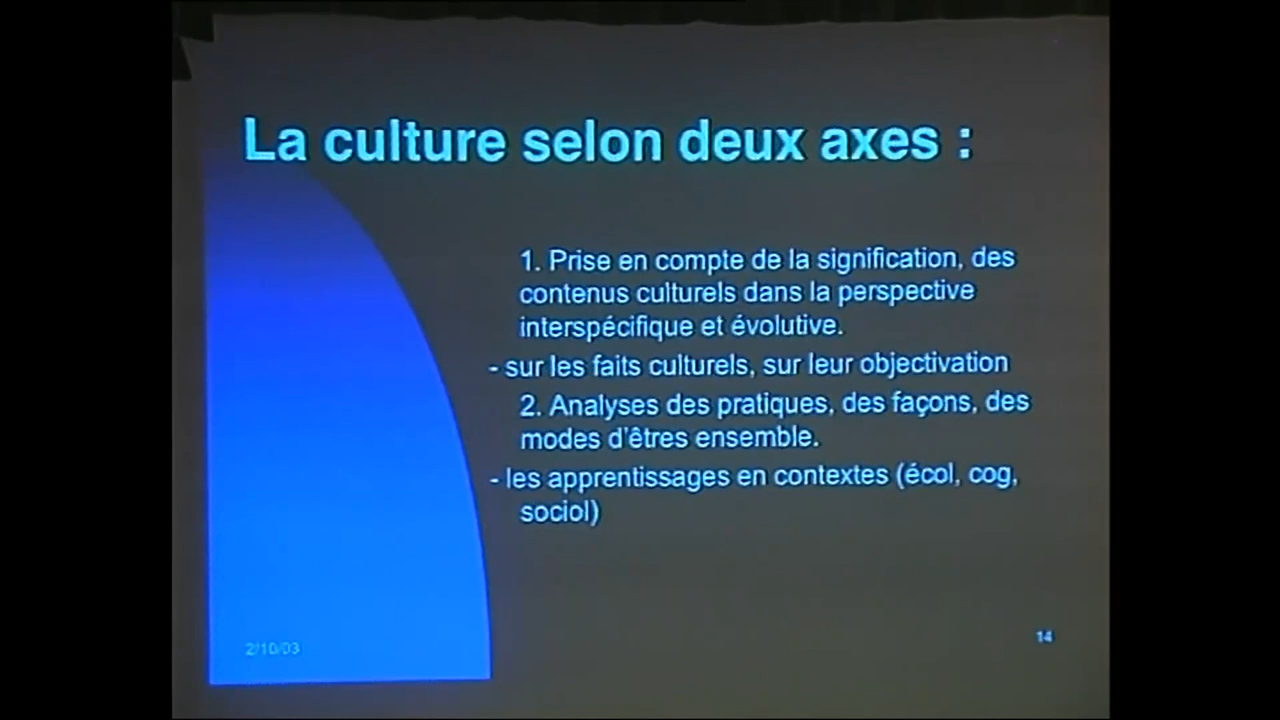 La culture selon deux axes :
1. Prise en compte de la signification, des
contenus culturels dans la perspective
interspécifique et évolutive.
- sur les faits culturels, sur leur objectivation
2. Analyses des pratiques, des façons, des
modes d'êtres ensemble.
- les apprentissages en contextes (écol, cog,
sociol)
2/10/03
14